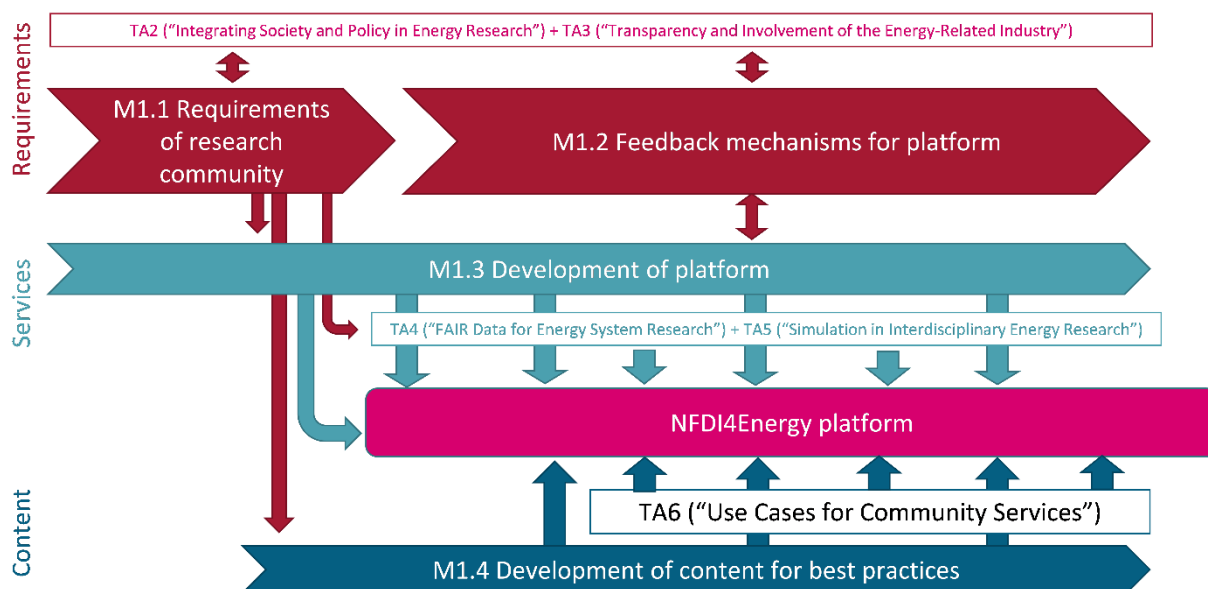 Requirements
TA2 (“Integrating Society and Policy in Energy Research”) + TA3 (“Transparency and Involvement of the Energy-Related Industry”)
M1.1 Requirements
of research
community
M1.2 Feedback mechanisms for platform
Services
M1.3 Development of platform
TA4 (“FAIR Data for Energy System Research”) + TA5 (“Simulation in Interdisciplinary Energy Research”)
NFDI4Energy platform
Content
TA6 (“Use Cases for Community Services”)
M1.4 Development of content for best practices